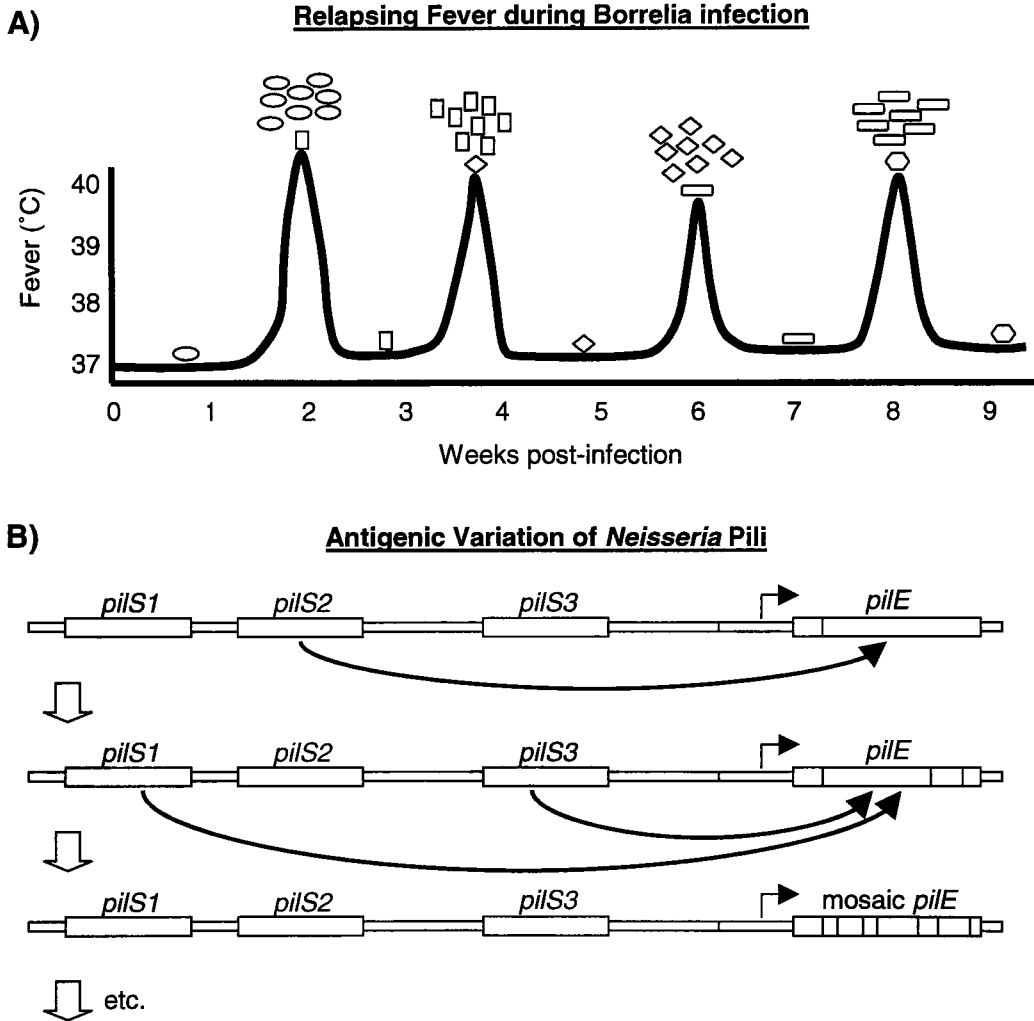 A)
Relapsing Fever during Borrelia infection
Fever (˚C)
40
39
38
37
0 1 2 3 4 5 6 7 8 9
Weeks post-infection
B)
Antigenic Variation of Neisseria Pili
pilS1 pilS2 pilS3 pilE
pilS1 pilS2 pilS3 pilE
pilS1 pilS2 pilS3 mosaic pilE
etc.